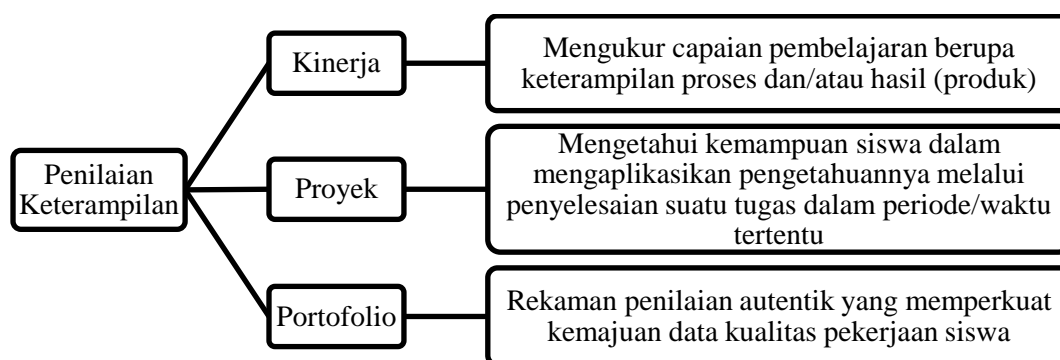 Penilaian
Keterampilan
Kinerja
Mengukur capaian pembelajaran berupa
keterampilan proses dan/atau hasil (produk)
Proyek
Mengetahui kemampuan siswa dalam
mengaplikasikan pengetahuannya melalui
penyelesaian suatu tugas dalam periode/waktu
tertentu
Portofolio
Rekaman penilaian autentik yang memperkuat
kemajuan data kualitas pekerjaan siswa